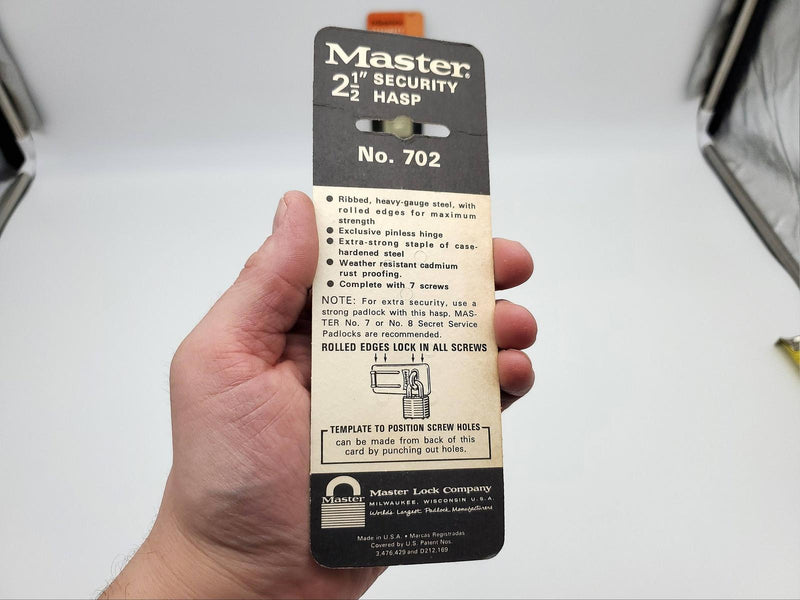 Master®
2 1/2" SECURITY
HASP
No. 702
● Ribbed, heavy-gauge steel, with
rolled edges for maximum
strength
● Exclusive pinless hinge
● Extra-strong staple of case-
hardened steel
● Weather resistant cadmium
rust proofing.
● Complete with 7 screws
NOTE: For extra security, use a
strong padlock with this hasp, MAS-
TER No. 7 or No. 8 Secret Service
Padlocks are recommended.
ROLLED EDGES LOCK IN ALL SCREWS
TEMPLATE TO POSITION SCREW HOLES
can be made from back of this
card by punching out holes.
Master
Master Lock Company
MILWAUKEE, WISCONSIN U.S.A.
World's Largest Padlock Manufacturers
Made in U.S.A. • Marcas Registradas
Covered by U.S. Patent Nos.
3,476,429 and D212,169